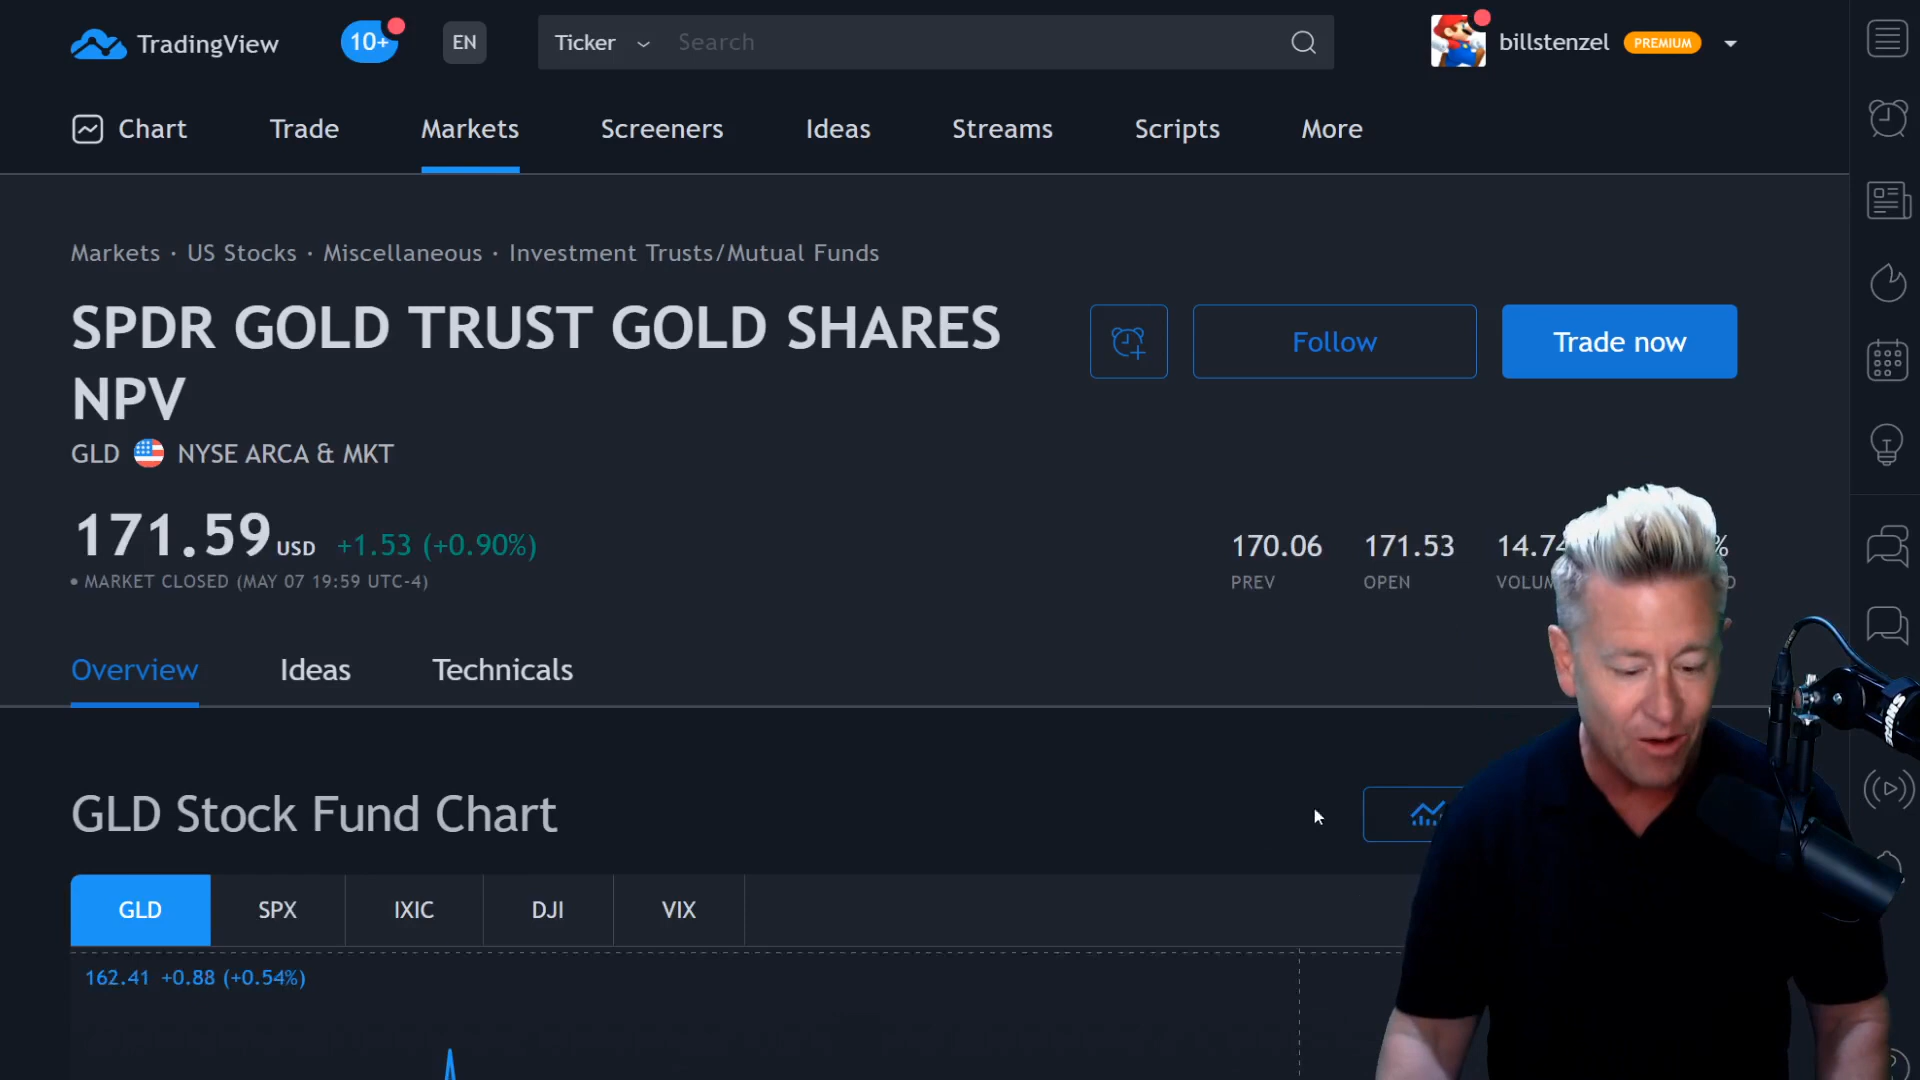 TradingView
10+
EN
Ticker
Search
billstenzel
PREMIUM
Chart
Trade
Markets
Screeners
Ideas
Streams
Scripts
More
Markets · US Stocks · Miscellaneous · Investment Trusts/Mutual Funds
SPDR GOLD TRUST GOLD SHARES
NPV
Follow
Trade now
GLD NYSE ARCA & MKT
171.59 USD +1.53 (+0.90%)
• MARKET CLOSED (MAY 07 19:59 UTC-4)
170.06
PREV
171.53
OPEN
Overview
Ideas
Technicals
GLD Stock Fund Chart
GLD
SPX
IXIC
DJI
VIX
162.41 +0.88 (+0.54%)
SHURE